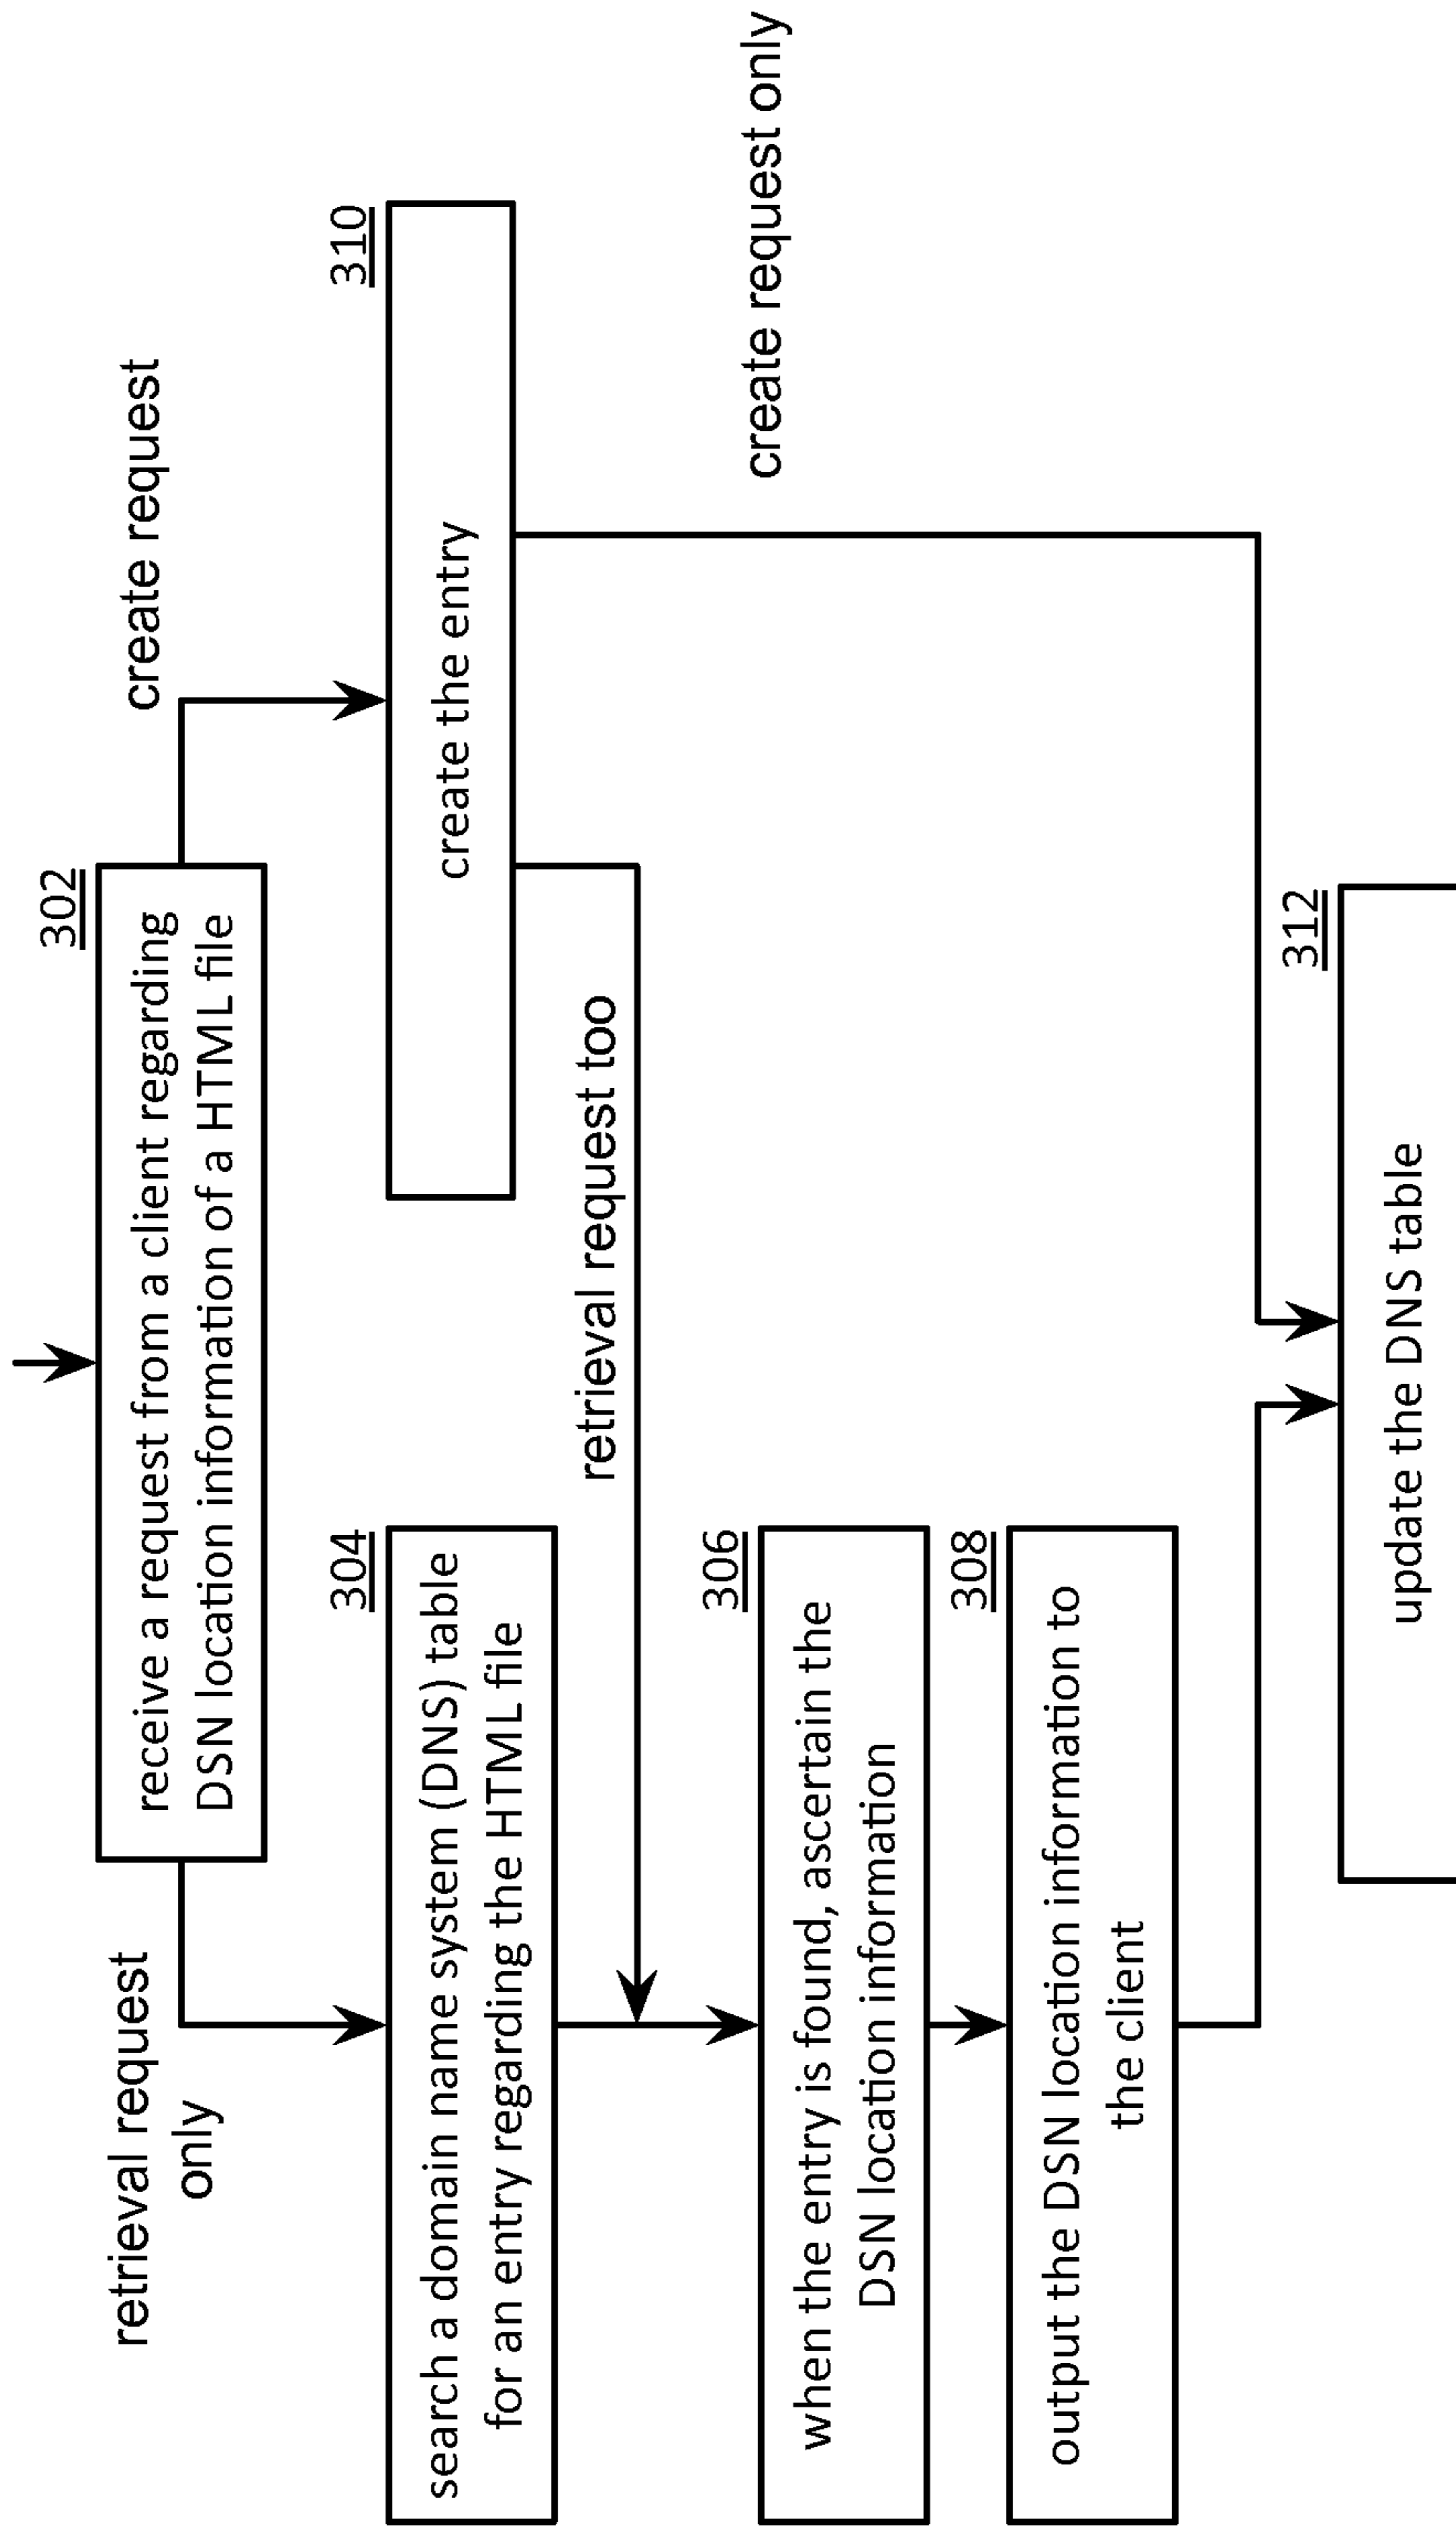 302
receive a request from a client regarding
DSN location information of a HTML file
retrieval request
only
create request
304
search a domain name system (DNS) table
for an entry regarding the HTML file
310
create the entry
retrieval request too
create request only
306
when the entry is found, ascertain the
DSN location information
308
output the DSN location information to
the client
312
update the DNS table